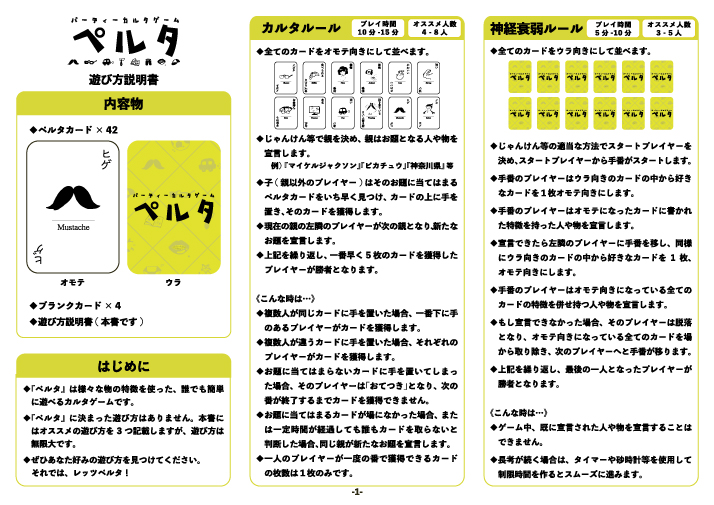 パーティーカルタゲーム
ペルタ
遊び方説明書
内容物
◆ペルタカード × 42
ヒゲ
Mustache
ヒゲ
パーティーカルタゲーム
ペルタ
オモテ
ウラ
◆ブランクカード × 4
◆遊び方説明書(本書です)
はじめに
◆『ペルタ』は様々な物の特徴を使った、誰でも簡単
に遊べるカルタゲームです。
◆『ペルタ』に決まった遊び方はありません。本書に
はオススメの遊び方を 3 つ記載しますが、遊び方は
無限大です。
◆ぜひあなた好みの遊び方を見つけてください。
それでは、レッツペルタ！
カルタルール
プレイ時間
10 分 -15 分
オススメ人数
4 - 8 人
◆全てのカードをオモテ向きにして並べます。
◆じゃんけん等で親を決め、親はお題となる人や物を
宣言します。
例）『マイケルジャクソン』『ピカチュウ』『神奈川県』等
◆子（親以外のプレイヤー）はそのお題に当てはまる
ペルタカードをいち早く見つけ、カードの上に手を
置き、そのカードを獲得します。
◆現在の親の左隣のプレイヤーが次の親となり、新たな
お題を宣言します。
◆上記を繰り返し、一番早く 5 枚のカードを獲得した
プレイヤーが勝者となります。
《こんな時は…》
◆複数人が同じカードに手を置いた場合、一番下に手
のあるプレイヤーがカードを獲得します。
◆複数人が違うカードに手を置いた場合、それぞれの
プレイヤーがカードを獲得します。
◆お題に当てはまらないカードに手を置いてしまっ
た場合、そのプレイヤーは「おてつき」となり、次の
番が終了するまでカードを獲得できません。
◆お題に当てはまるカードが場になかった場合、また
は一定時間が経過しても誰もカードを取らないと
判断した場合、同じ親が新たなお題を宣言します。
◆一人のプレイヤーが一度の番で獲得できるカード
の枚数は１枚のみです。
神経衰弱ルール
プレイ時間
5 分 -10 分
オススメ人数
3 - 5 人
◆全てのカードをウラ向きにして並べます。
ペルタ ペルタ ペルタ ペルタ ペルタ ペルタ
ペルタ ペルタ ペルタ ペルタ ペルタ ペルタ
◆じゃんけん等の適当な方法でスタートプレイヤーを
決め、スタートプレイヤーから手番がスタートします。
◆手番のプレイヤーはウラ向きのカードの中から好き
なカードを１枚オモテ向きにします。
◆手番のプレイヤーはオモテになったカードに書かれ
た特徴を持った人や物を宣言します。
◆宣言できたら左隣のプレイヤーに手番を移し、同様
にウラ向きのカードの中から好きなカードを 1 枚、
オモテ向きにします。
◆手番のプレイヤーはオモテ向きになっている全ての
カードの特徴を併せ持つ人や物を宣言します。
◆もし宣言できなかった場合、そのプレイヤーは脱落
となり、オモテ向きになっている全てのカードを場
から取り除き、次のプレイヤーへと手番が移ります。
◆上記を繰り返し、最後の一人となったプレイヤーが
勝者となります。
《こんな時は…》
◆ゲーム中、既に宣言された人や物を宣言することは
できません。
◆長考が続く場合は、タイマーや砂時計等を使用して
制限時間を作るとスムーズに進みます。
-1-